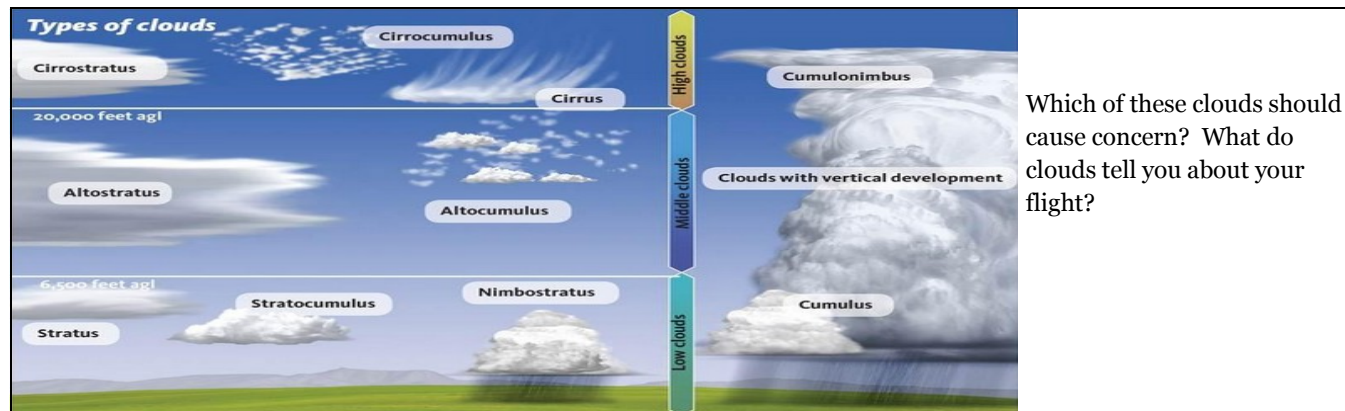 Types of clouds
Cirrocumulus
Cirrostratus
Cirrus
High clouds
Cumulonimbus
20,000 feet agl
Altostratus
Altocumulus
Middle clouds
Clouds with vertical development
6,500 feet agl
Stratus
Stratocumulus
Nimbostratus
Low clouds
Cumulus
Which of these clouds should
cause concern?  What do
clouds tell you about your
flight?